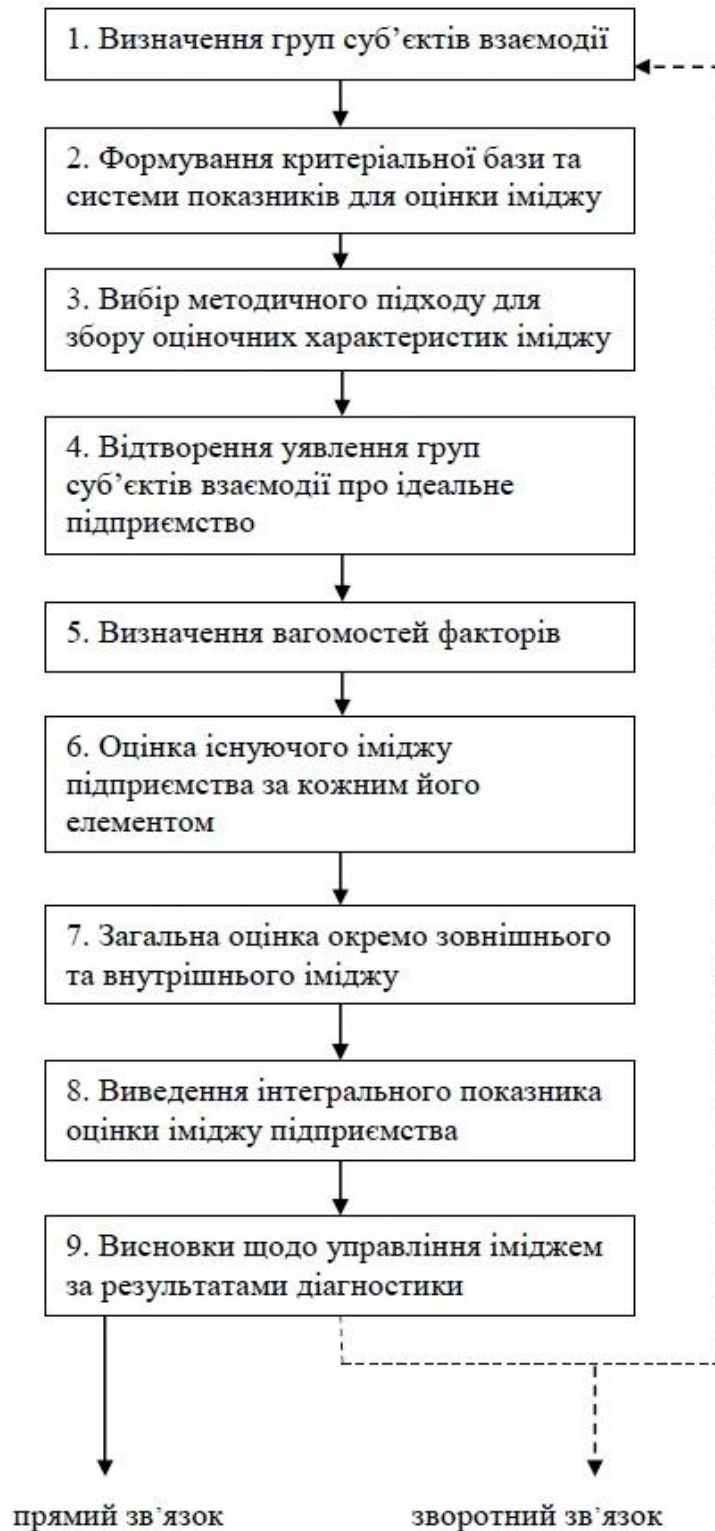 1. Визначення груп суб’єктів взаємодії
2. Формування критеріальної бази та
системи показників для оцінки іміджу
3. Вибір методичного підходу для
збору оціночних характеристик іміджу
4. Відтворення уявлення груп
суб’єктів взаємодії про ідеальне
підприємство
5. Визначення вагомостей факторів
6. Оцінка існуючого іміджу
підприємства за кожним його
елементом
7. Загальна оцінка окремо зовнішнього
та внутрішнього іміджу
8. Виведення інтегрального показника
оцінки іміджу підприємства
9. Висновки щодо управління іміджем
за результатами діагностики
прямий зв’язок
зворотний зв’язок